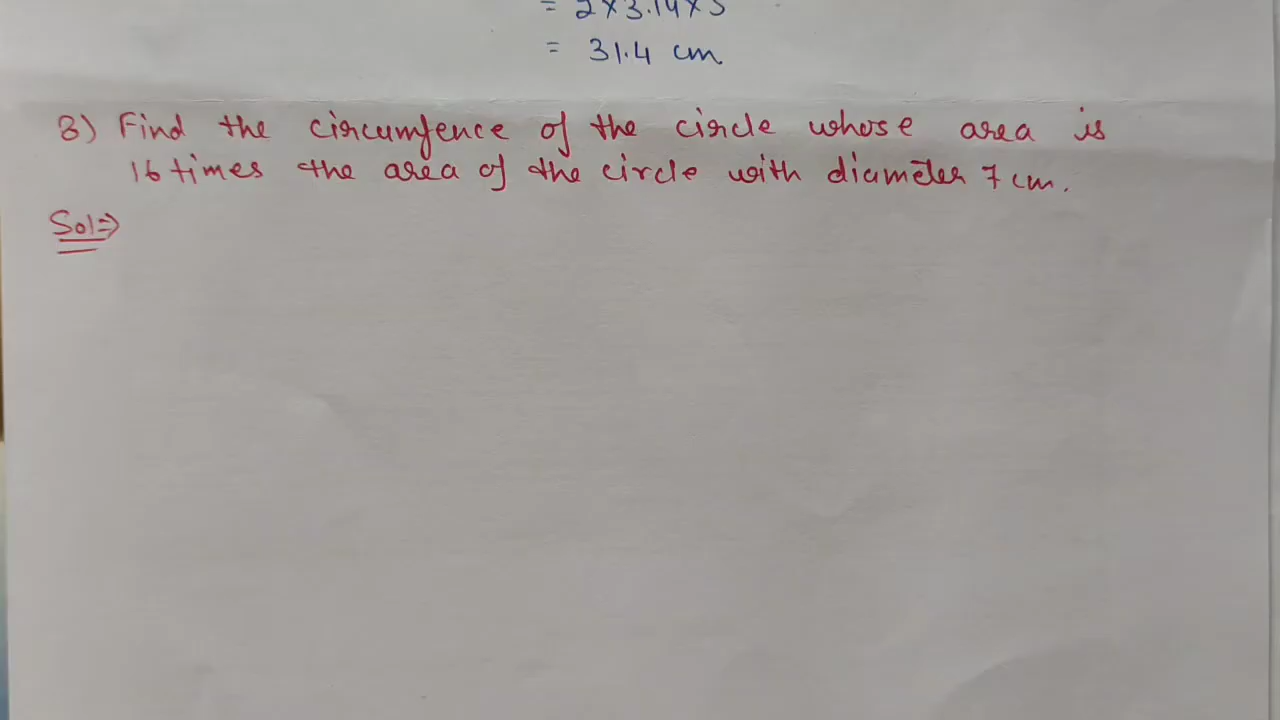 = 2×3.14×5
= 31.4 cm
3) Find the circumfence of the circle whose area is
16 times the area of the circle with diameter 7 cm.
Sol⇒